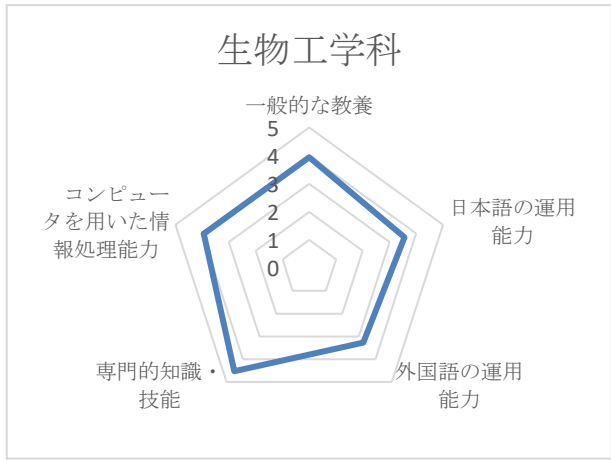 生物工学科
一般的な教養
5
4
3
2
1
0
日本語の運用
能力
外国語の運用
能力
専門的知識・
技能
コンピュー
タを用いた情
報処理能力